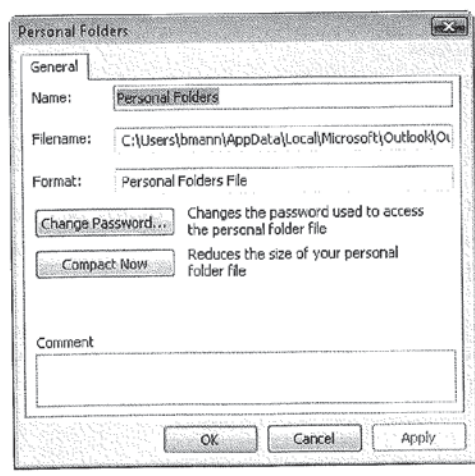 Personal Folders
General
Name: Personal Folders
Filename: C:\Users\bmann\AppData\Local\Microsoft\Outlook\Ou
Format: Personal Folders File
Change Password... Changes the password used to access
the personal folder file
Compact Now Reduces the size of your personal
folder file
Comment
OK Cancel Apply